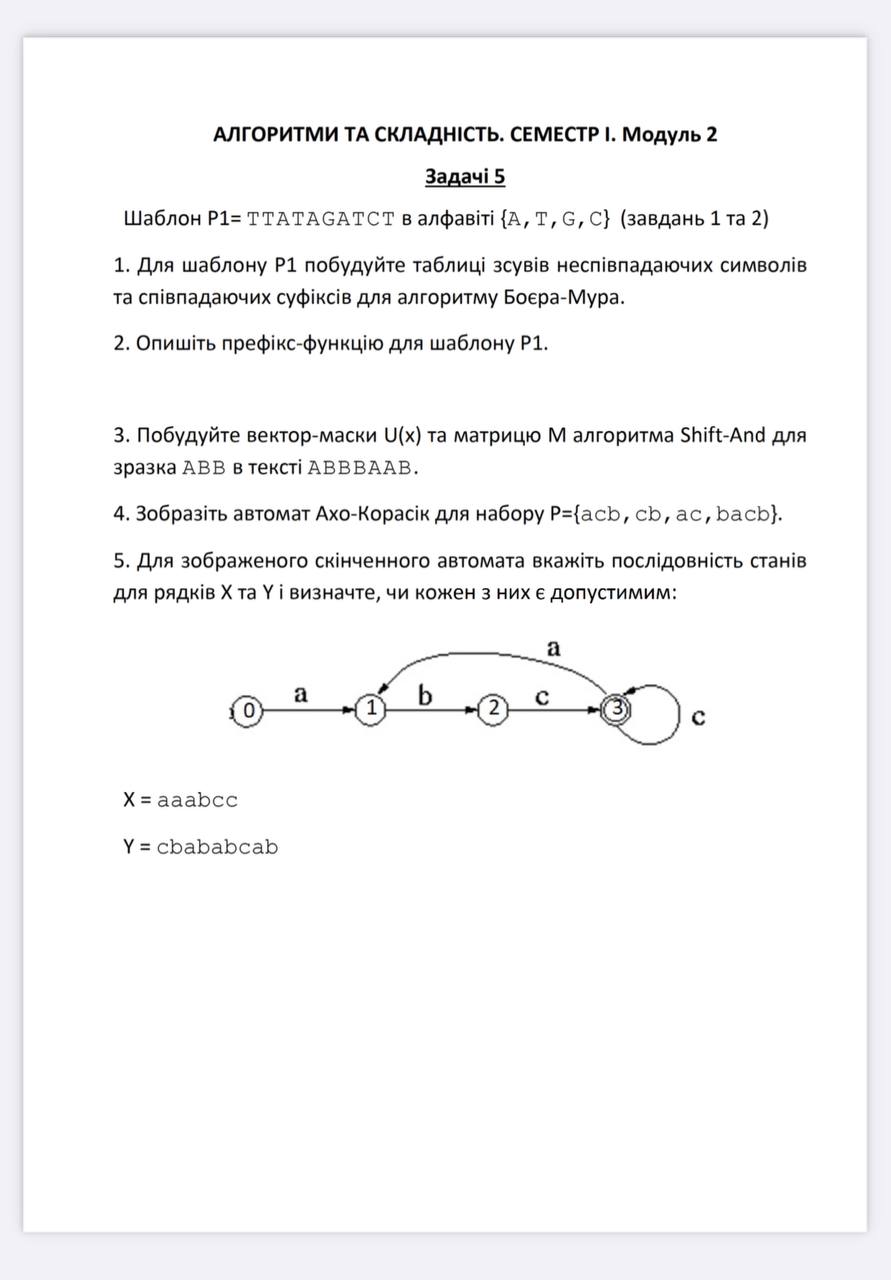 АЛГОРИТМИ ТА СКЛАДНІСТЬ. СЕМЕСТР І. Модуль 2
Задачі 5
Шаблон P1= TTATAGATCT в алфавіті {A,T,G,C} (завдань 1 та 2)
1. Для шаблону P1 побудуйте таблиці зсувів неспівпадаючих символів
та співпадаючих суфіксів для алгоритму Боєра-Мура.
2. Опишіть префікс-функцію для шаблону P1.
3. Побудуйте вектор-маски U(x) та матрицю M алгоритма Shift-And для
зразка ABB в тексті ABBBAAB.
4. Зобразіть автомат Ахо-Корасік для набору P={acb,cb,ac,bacb}.
5. Для зображеного скінченного автомата вкажіть послідовність станів
для рядків X та Y і визначте, чи кожен з них є допустимим:
a
a b c
0 1 2 3 c
X = aaabcc
Y = cbababcab